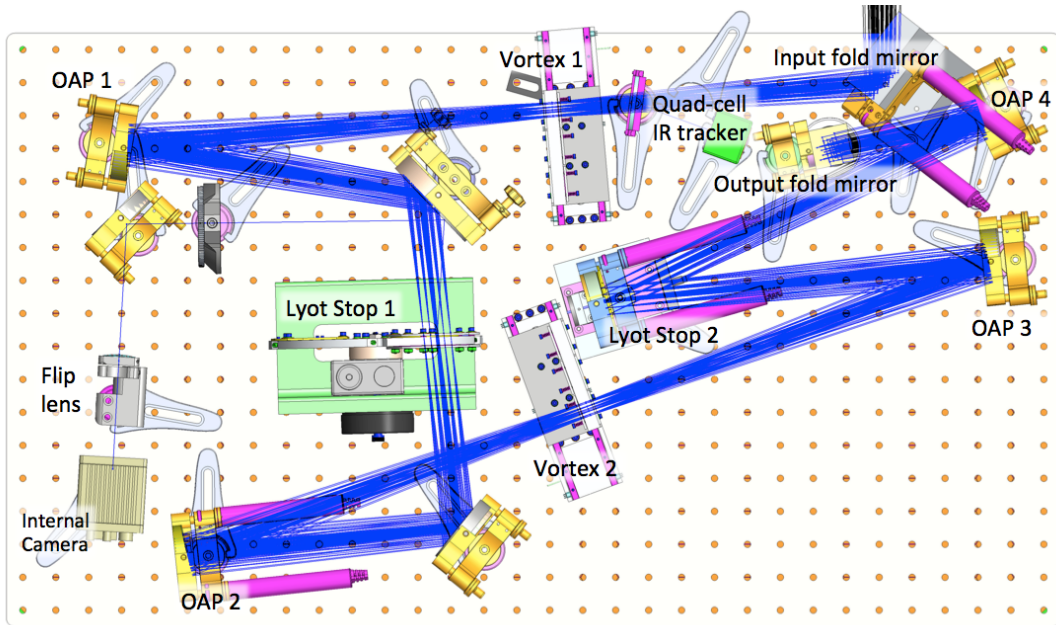 OAP 1
Vortex 1
Input fold mirror
OAP 4
Quad-cell
IR tracker
Output fold mirror
Lyot Stop 1
Lyot Stop 2
OAP 3
Flip
lens
Vortex 2
Internal
Camera
OAP 2